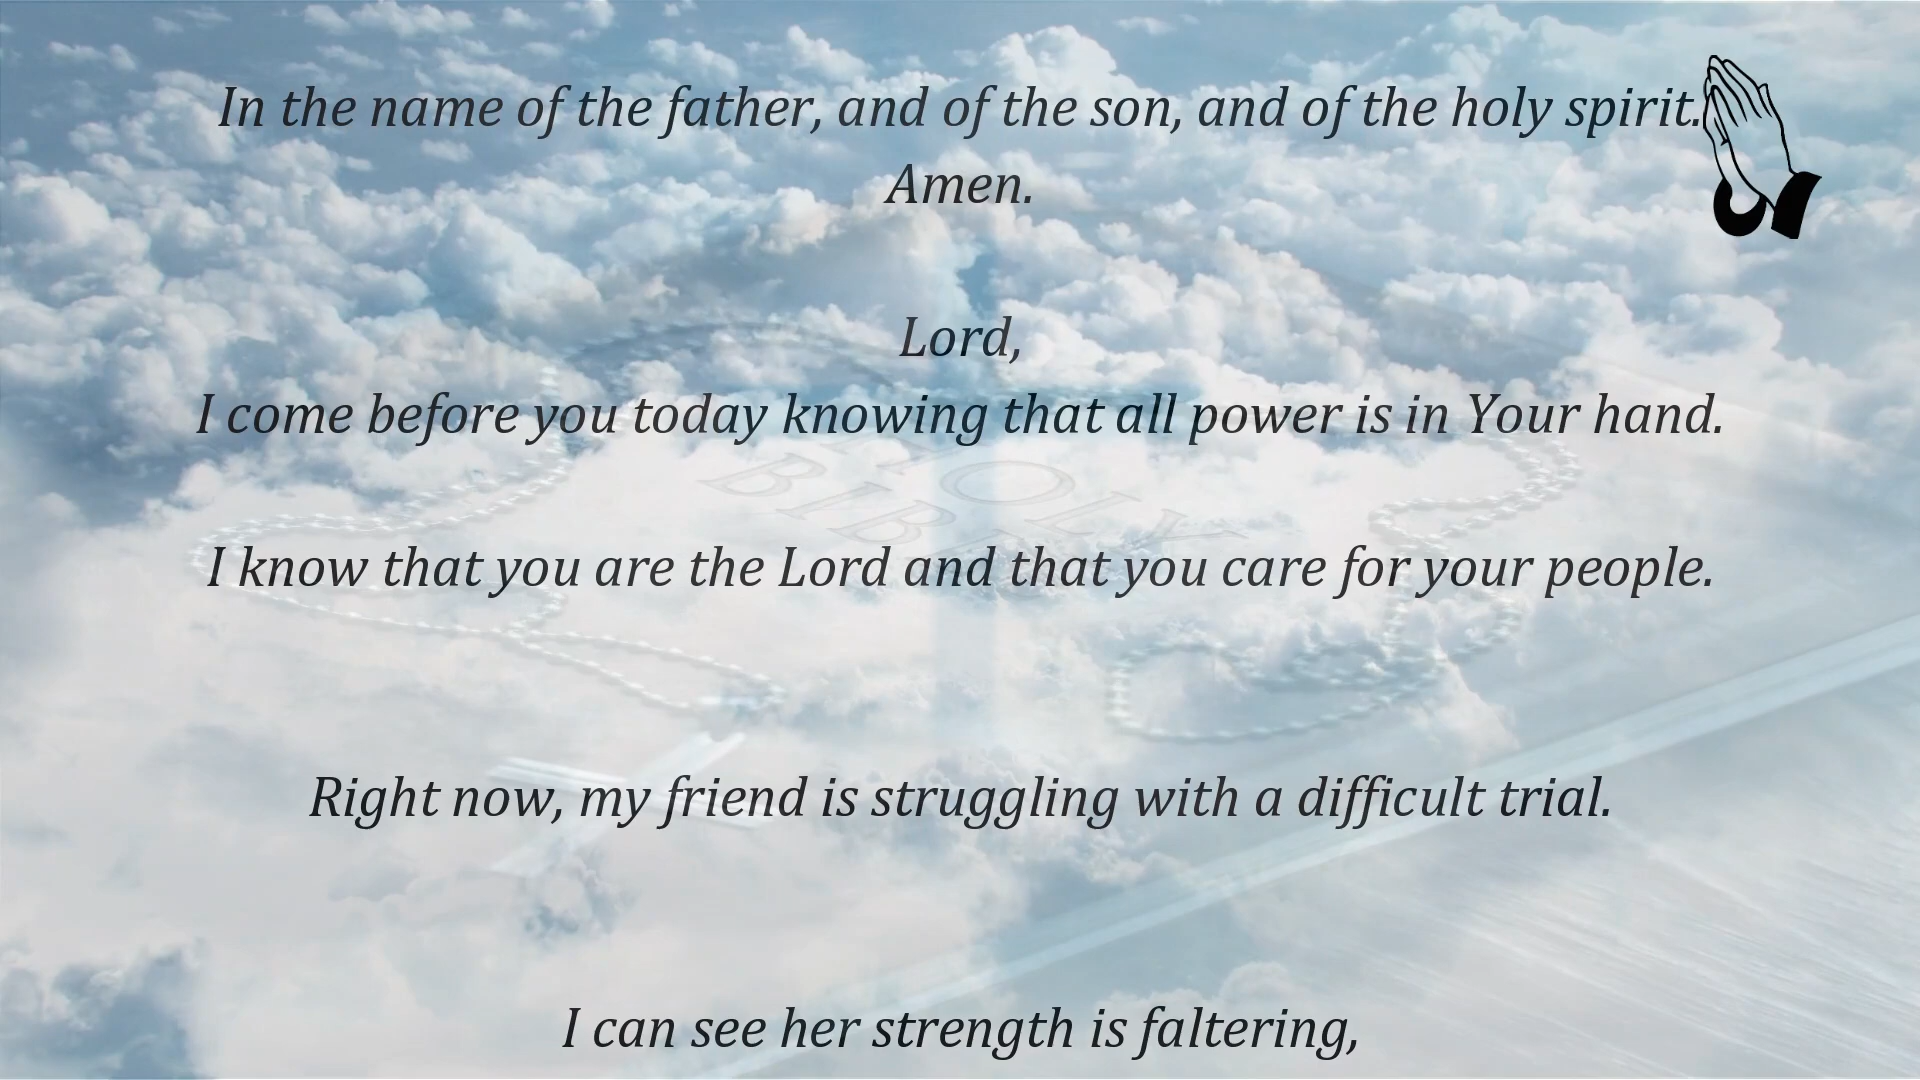 In the name of the father, and of the son, and of the holy spirit.
Amen.
Lord,
I come before you today knowing that all power is in Your hand.
HOLY
BIBLE
I know that you are the Lord and that you care for your people.
Right now, my friend is struggling with a difficult trial.
I can see her strength is faltering,